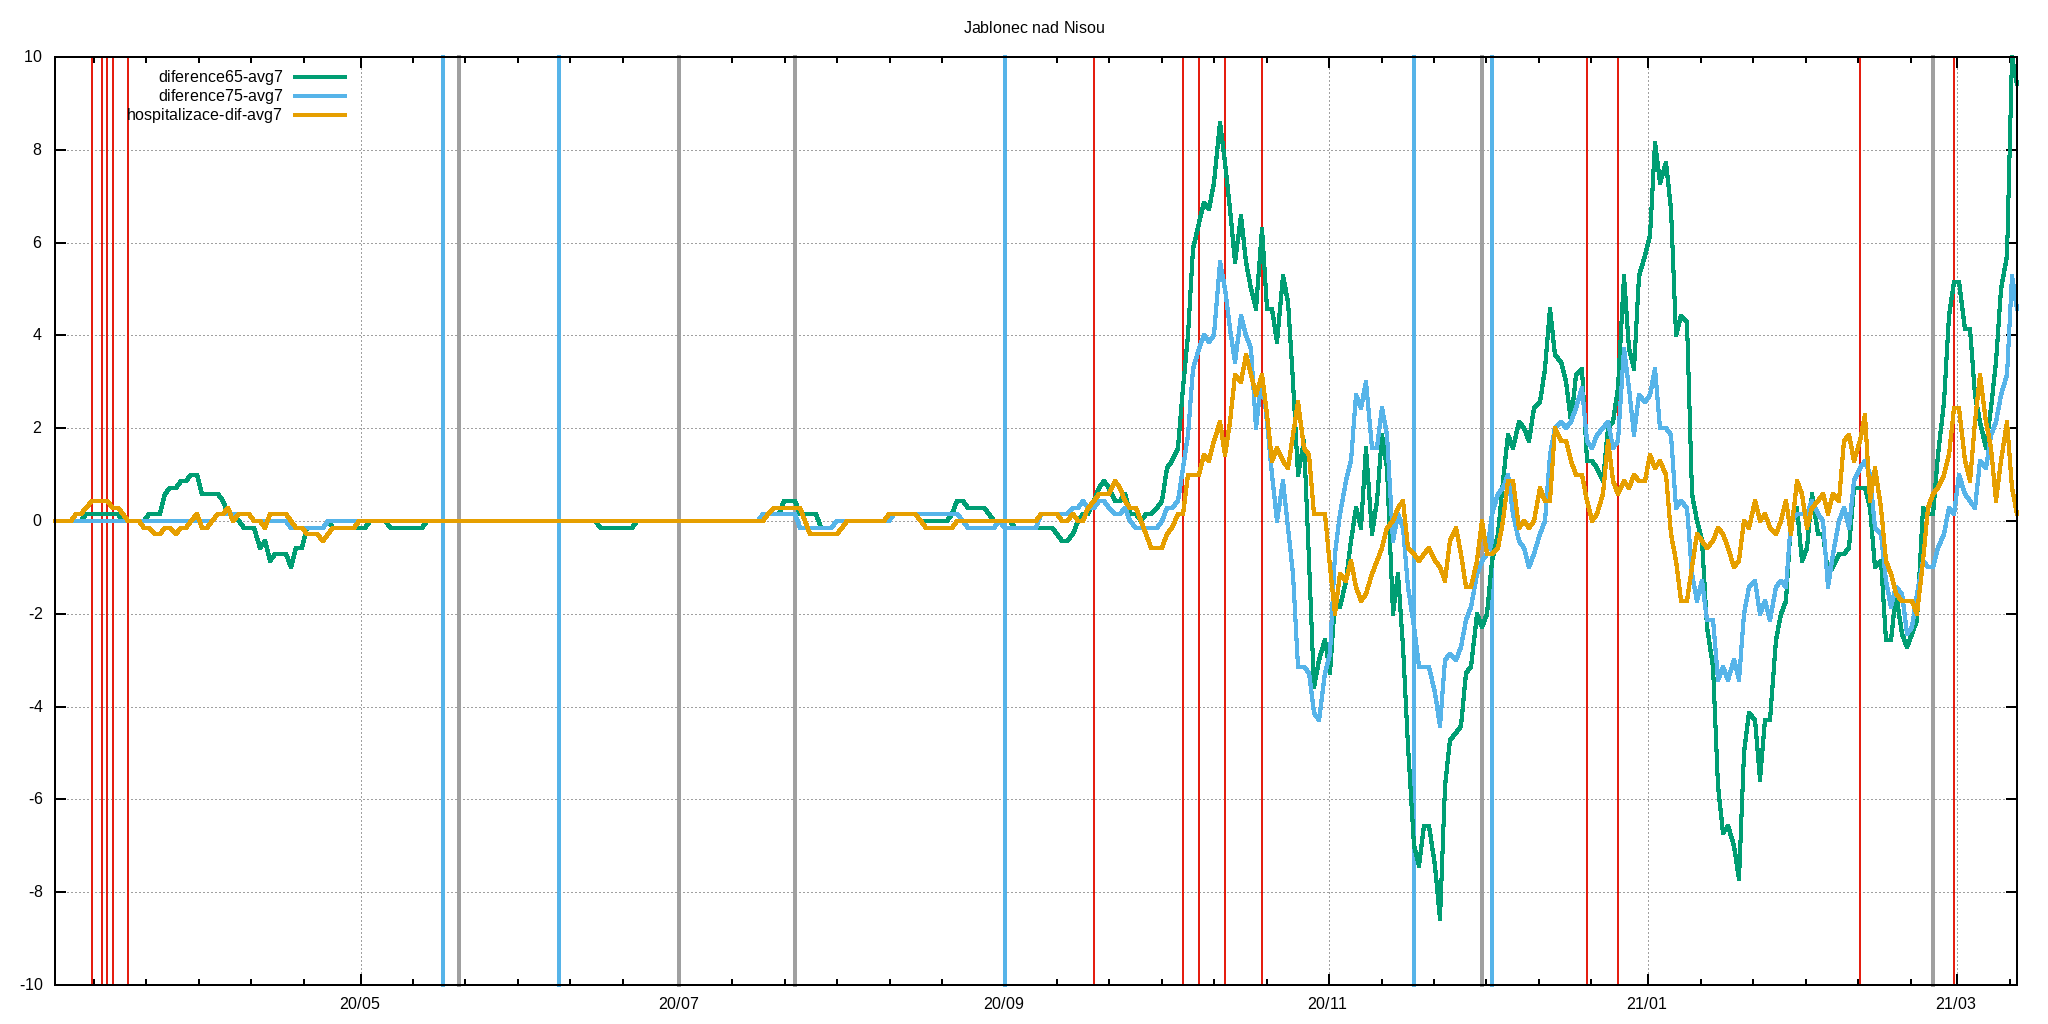 Jablonec nad Nisou
10
8
6
4
2
0
-2
-4
-6
-8
-10
diference65-avg7
diference75-avg7
hospitalizace-dif-avg7
20/05 20/07 20/09 20/11 21/01 21/03